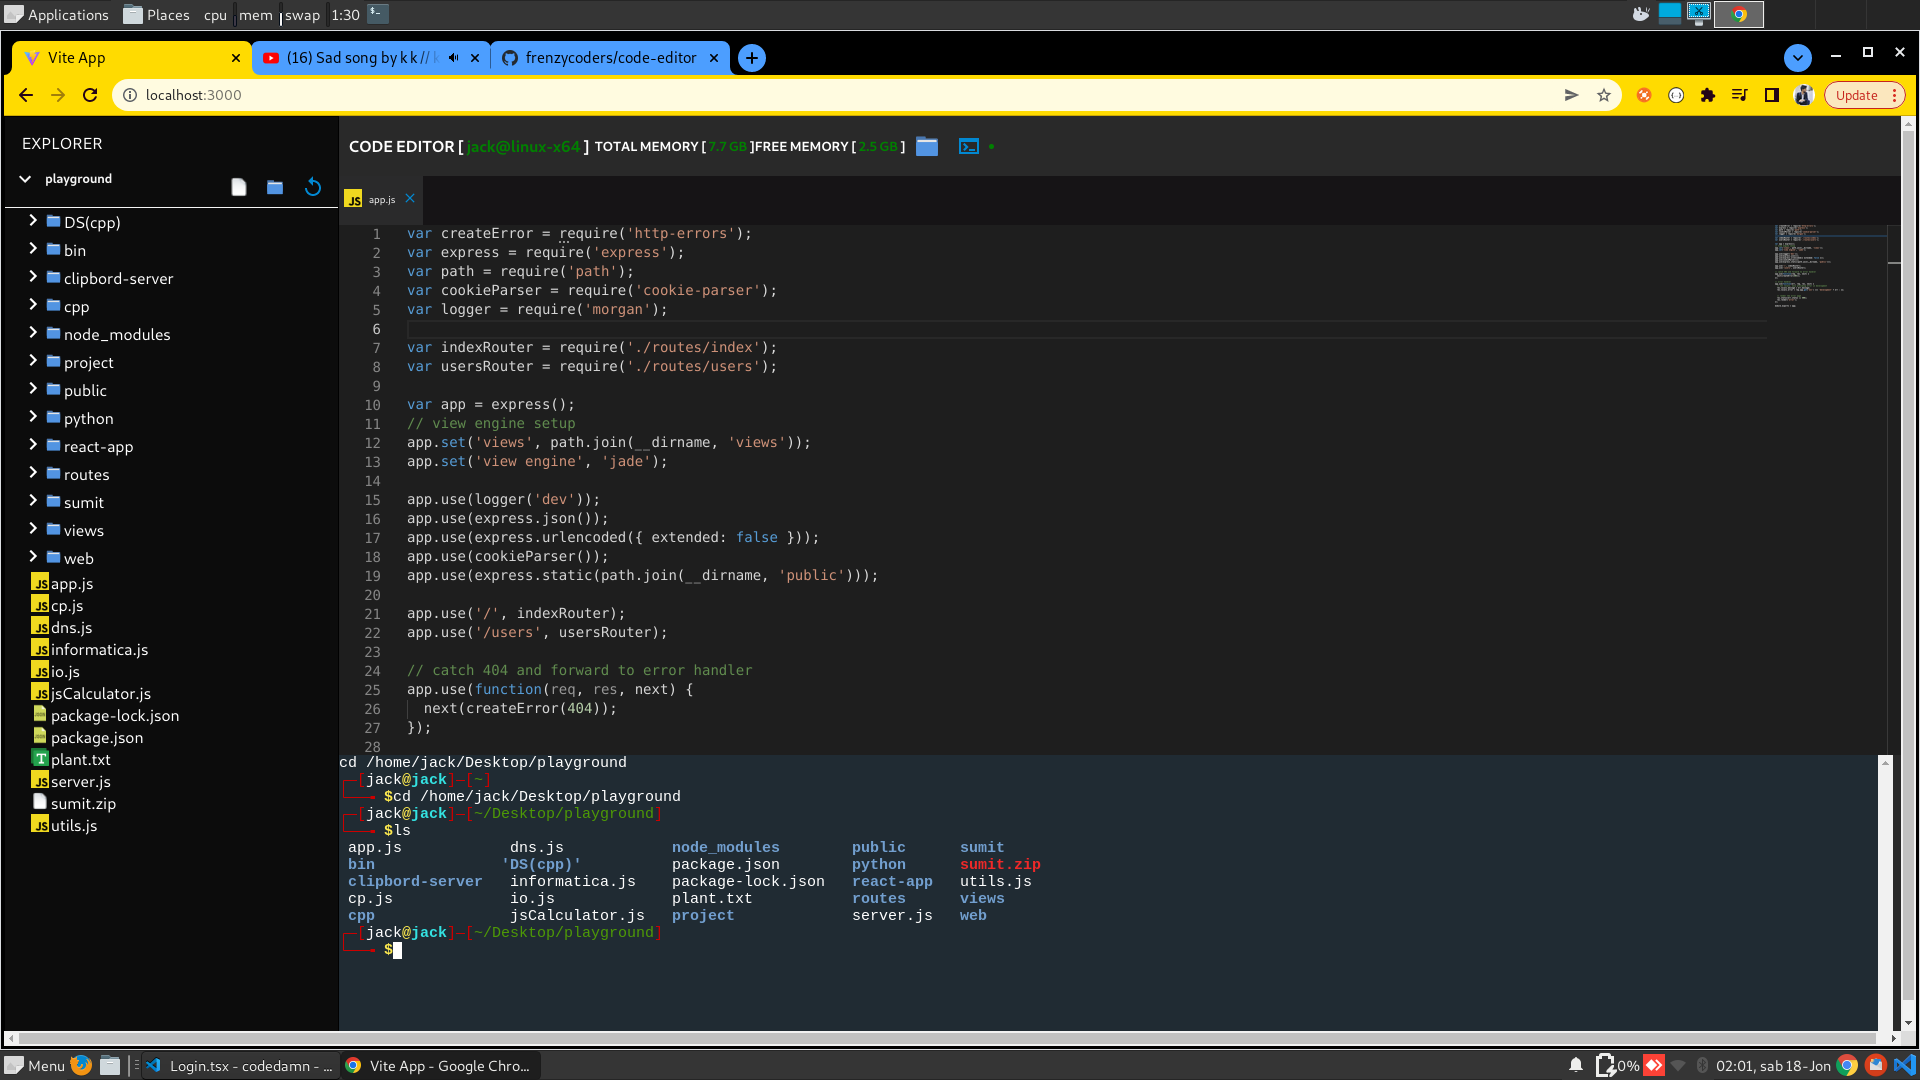 Applications Places cpu mem swap 1:30
Vite App
(16) Sad song by k k // k
frenzycoders/code-editor
localhost:3000
Update
EXPLORER
playground
DS(cpp)
bin
clipbord-server
cpp
node_modules
project
public
python
react-app
routes
sumit
views
web
JS app.js
JS cp.js
JS dns.js
JS informatica.js
JS io.js
JS jsCalculator.js
package-lock.json
package.json
T plant.txt
JS server.js
sumit.zip
JS utils.js
CODE EDITOR [ jack@linux-x64 ] TOTAL MEMORY [ 7.7 GB ]FREE MEMORY [ 2.5 GB ]
JS app.js
1 var createError = require('http-errors');
2 var express = require('express');
3 var path = require('path');
4 var cookieParser = require('cookie-parser');
5 var logger = require('morgan');
6
7 var indexRouter = require('./routes/index');
8 var usersRouter = require('./routes/users');
9
10 var app = express();
11 // view engine setup
12 app.set('views', path.join(__dirname, 'views'));
13 app.set('view engine', 'jade');
14
15 app.use(logger('dev'));
16 app.use(express.json());
17 app.use(express.urlencoded({ extended: false }));
18 app.use(cookieParser());
19 app.use(express.static(path.join(__dirname, 'public')));
20
21 app.use('/', indexRouter);
22 app.use('/users', usersRouter);
23
24 // catch 404 and forward to error handler
25 app.use(function(req, res, next) {
26 next(createError(404));
27 });
28
cd /home/jack/Desktop/playground
┌─[jack@jack]─[~]
└──╼ $cd /home/jack/Desktop/playground
┌─[jack@jack]─[~/Desktop/playground]
└──╼ $ls
app.js dns.js node_modules public sumit
bin 'DS(cpp)' package.json python sumit.zip
clipbord-server informatica.js package-lock.json react-app utils.js
cp.js io.js plant.txt routes views
cpp jsCalculator.js project server.js web
┌─[jack@jack]─[~/Desktop/playground]
└──╼ $
Menu
Login.tsx - codedamn - ...
Vite App - Google Chro...
0%
02:01, sab 18-Jon